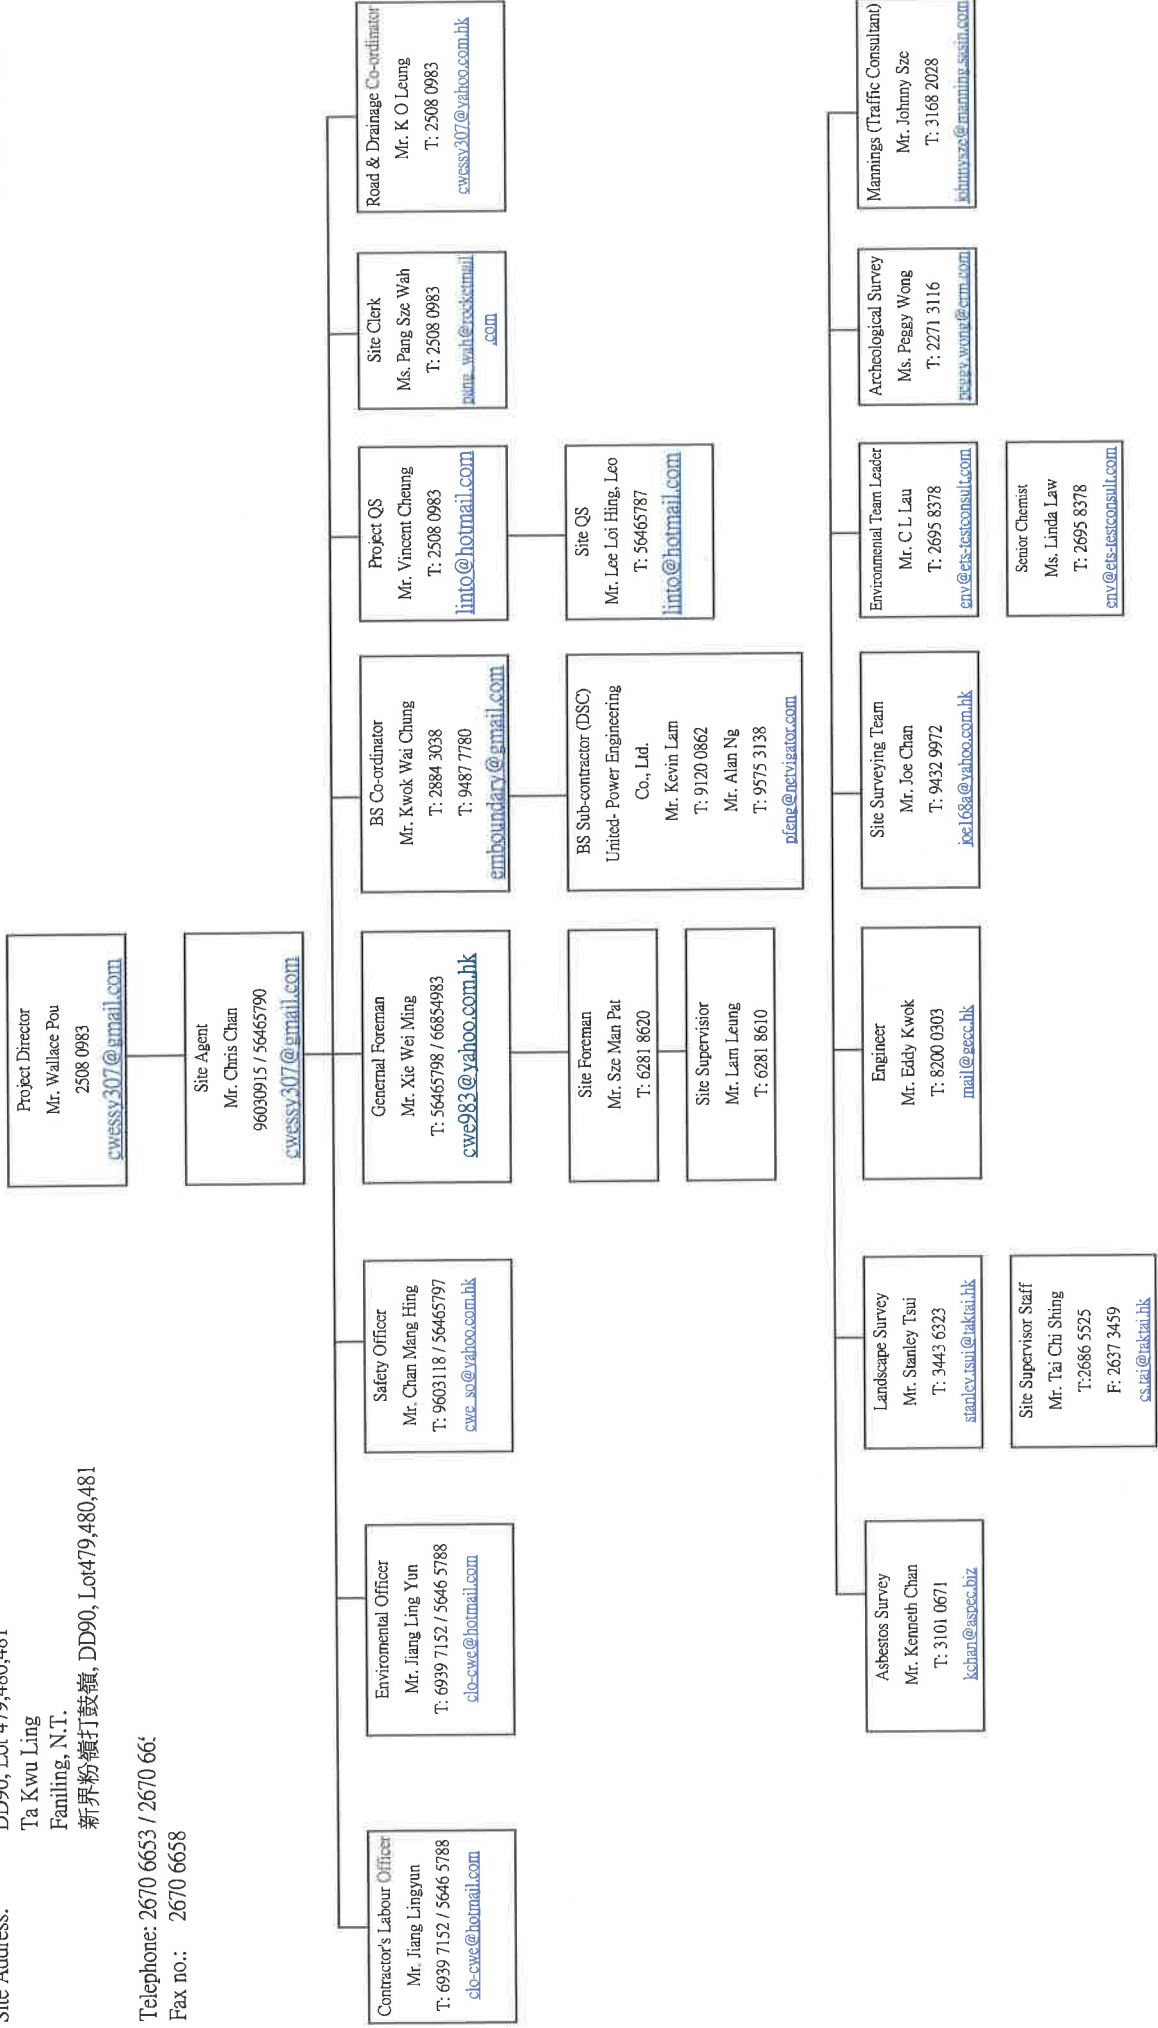 Site Address:
DD90, Lot 479,480,481
Ta Kwu Ling
Faniling, N.T.
新界粉嶺打鼓嶺, DD90, Lot479,480,481
Telephone: 2670 6653 / 2670 66
Fax no.: 2670 6658
Project Director
Mr. Wallace Pou
2508 0983
cwessy307@gmail.com
Site Agent
Mr. Chris Chan
96030915 / 56465790
cwessy307@gmail.com
Contractor's Labour Officer
Mr. Jiang Lingyun
T: 6939 7152 / 5646 5788
clo-cwe@hotmail.com
Enviromental Officer
Mr. Jiang Ling Yun
T: 6939 7152 / 5646 5788
clo-cwe@hotmail.com
Safety Officer
Mr. Chan Mang Hing
T: 9603118 / 56465797
cwe_so@yahoo.com.hk
Genernal Foreman
Mr. Xie Wei Ming
T: 56465798 / 66854983
cwe983@yahoo.com.hk
BS Co-ordinator
Mr. Kwok Wai Chung
T: 2884 3038
T: 9487 7780
emboundary@gmail.com
Project QS
Mr. Vincent Cheung
T: 2508 0983
linto@hotmail.com
Site Clerk
Ms. Pang Sze Wah
T: 2508 0983
pang_wah@rocketmail
.com
Road & Drainage Co-ordinator
Mr. K O Leung
T: 2508 0983
cwessy307@yahoo.com.hk
Site Foreman
Mr. Sze Man Pat
T: 6281 8620
Site Supervisior
Mr. Lam Leung
T: 6281 8610
BS Sub-contractor (DSC)
United- Power Engineering
Co., Ltd.
Mr. Kevin Lam
T: 9120 0862
Mr. Alan Ng
T: 9575 3138
pfeng@netvigator.com
Site QS
Mr. Lee Loi Hing, Leo
T: 56465787
linto@hotmail.com
Asbestos Survey
Mr. Kenneth Chan
T: 3101 0671
kchan@aspec.biz
Landscape Survey
Mr. Stanley Tsui
T: 3443 6323
stanley.tsui@taktai.hk
Engineer
Mr. Eddy Kwok
T: 8200 0303
mail@gecc.hk
Site Surveying Team
Mr. Joe Chan
T: 9432 9972
joe168a@yahoo.com.hk
Environmenial Team Leader
Mr. C L Lau
T: 2695 8378
env@ets-testconsult.com
Archeological Survey
Ms. Peggy Wong
T: 2271 3116
peggy.wong@erm.com
Mannings (Traffic Consultant)
Mr. Johnny Sze
T: 3168 2028
johnnysze@manning.sasin.com
Site Supervisor Staff
Mr. Tai Chi Shing
T:2686 5525
F: 2637 3459
cs.tai@taktai.hk
Senior Chemist
Ms. Linda Law
T: 2695 8378
env@ets-testconsult.com